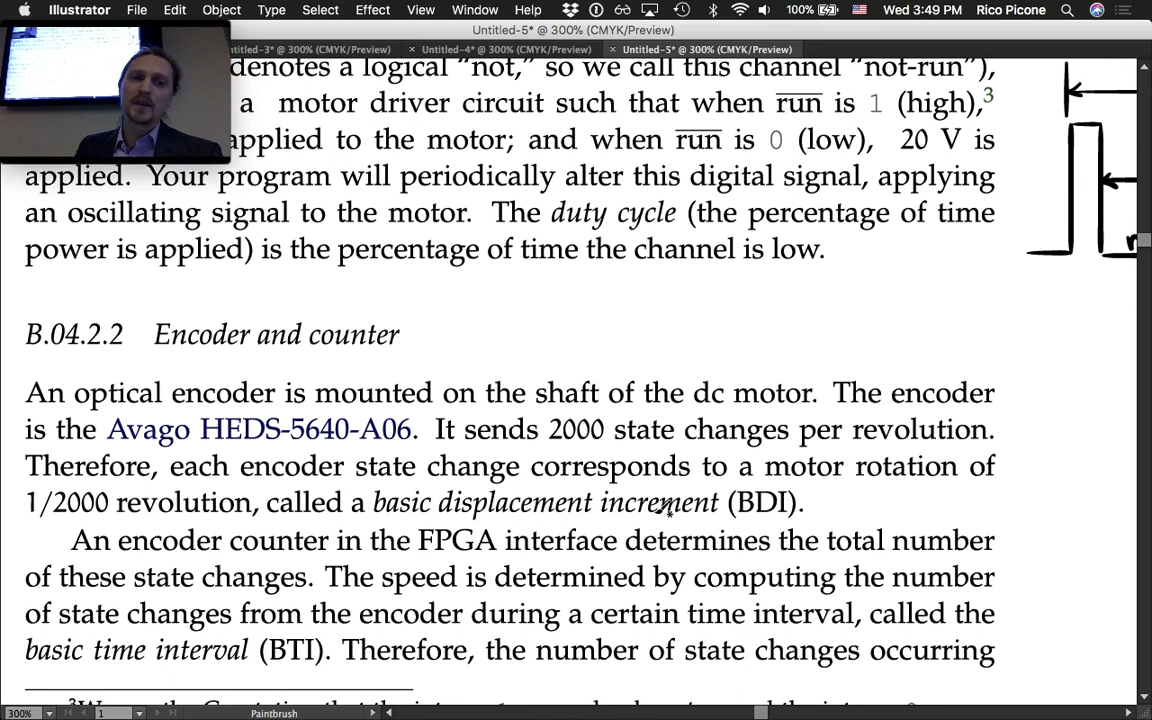 Illustrator File Edit Object Type Select Effect View Window Help 100% Wed 3:49 PM Rico Picone
Untitled-5* @ 300% (CMYK/Preview)
ntitled-3* @ 300% (CMYK/Preview) × Untitled-4* @ 300% (CMYK/Preview) × Untitled-5* @ 300% (CMYK/Preview)
denotes a logical “not,” so we call this channel “not-run”),
a motor driver circuit such that when run is 1 (high),3
applied to the motor; and when run is 0 (low), 20 V is
applied. Your program will periodically alter this digital signal, applying
an oscillating signal to the motor. The duty cycle (the percentage of time
power is applied) is the percentage of time the channel is low.
B.04.2.2 Encoder and counter
An optical encoder is mounted on the shaft of the dc motor. The encoder
is the Avago HEDS-5640-A06. It sends 2000 state changes per revolution.
Therefore, each encoder state change corresponds to a motor rotation of
1/2000 revolution, called a basic displacement increment (BDI).
An encoder counter in the FPGA interface determines the total number
of these state changes. The speed is determined by computing the number
of state changes from the encoder during a certain time interval, called the
basic time interval (BTI). Therefore, the number of state changes occurring
300% 1 Paintbrush